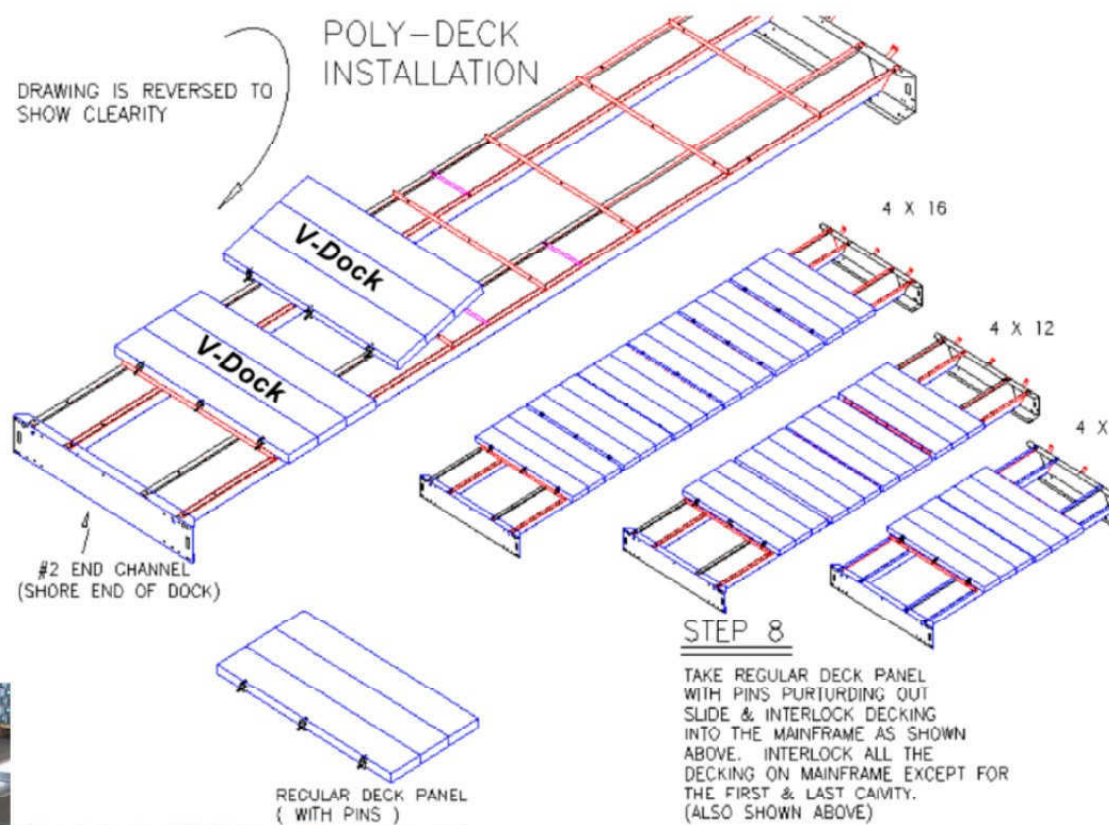 POLY-DECK
INSTALLATION
DRAWING IS REVERSED TO
SHOW CLEARITY
V-Dock
V-Dock
4 X 16
4 X 12
4 X
#2 END CHANNEL
(SHORE END OF DOCK)
REGULAR DECK PANEL
( WITH PINS )
STEP 8
TAKE REGULAR DECK PANEL
WITH PINS PURTURDING OUT
SLIDE & INTERLOCK DECKING
INTO THE MAINFRAME AS SHOWN
ABOVE. INTERLOCK ALL THE
DECKING ON MAINFRAME EXCEPT FOR
THE FIRST & LAST CAIVITY.
(ALSO SHOWN ABOVE)